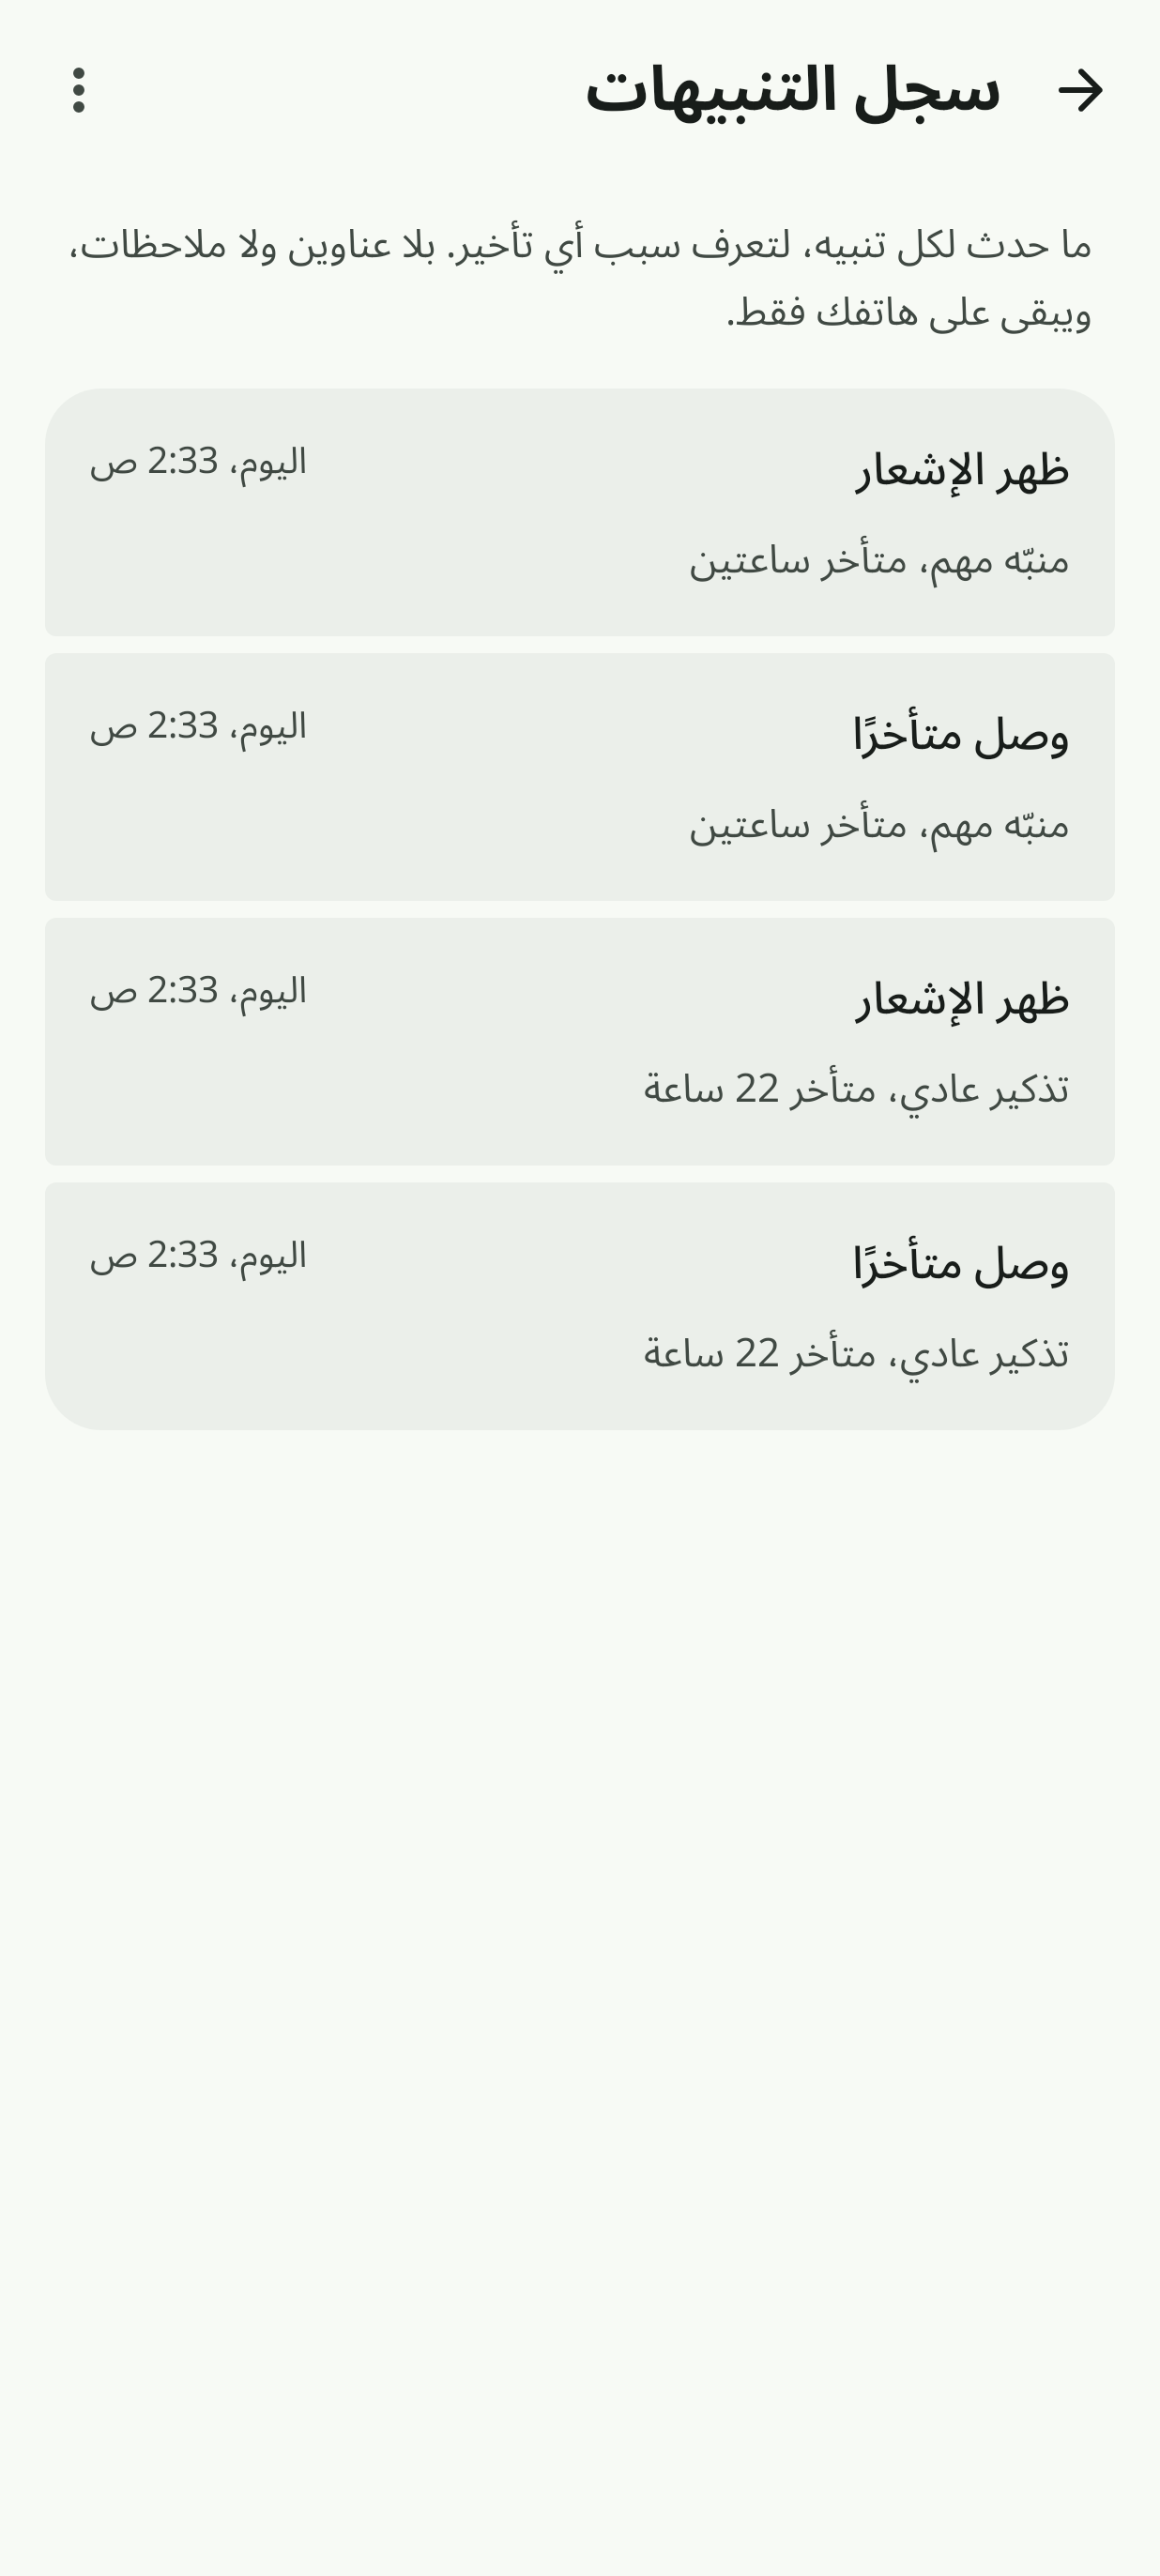 سجل التنبيهات
ما حدث لكل تنبيه، لتعرف سبب أي تأخير. بلا عناوين ولا ملاحظات،
ويبقى على هاتفك فقط.
ظهر الإشعار
اليوم، 2:33 ص
منبّه مهم، متأخر ساعتين
وصل متأخرًا
اليوم، 2:33 ص
منبّه مهم، متأخر ساعتين
ظهر الإشعار
اليوم، 2:33 ص
تذكير عادي، متأخر 22 ساعة
وصل متأخرًا
اليوم، 2:33 ص
تذكير عادي، متأخر 22 ساعة